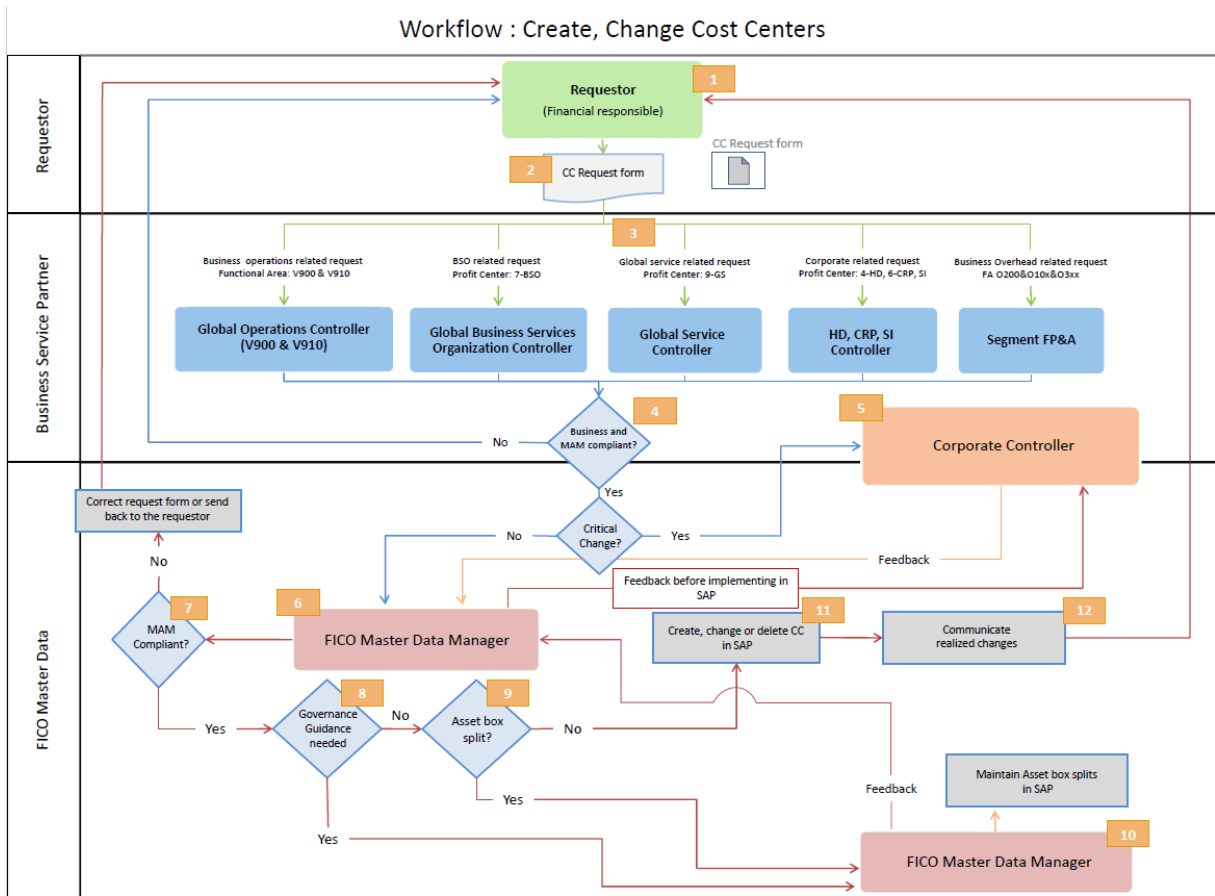 Workflow : Create, Change Cost Centers
Requestor
1
Requestor
(Financial responsible)
CC Request form
2
CC Request form
Business Service Partner
3
Business operations related request
Functional Area: V900 & V910
BSO related request
Profit Center: 7-BSO
Global service related request
Profit Center: 9-GS
Corporate related request
Profit Center: 4-HD, 6-CRP, SI
Business Overhead related request
FA O200&O10x&O3xx
Global Operations Controller
(V900 & V910)
Global Business Services
Organization Controller
Global Service
Controller
HD, CRP, SI
Controller
Segment FP&A
4
Business and
MAM compliant?
No
5
Corporate Controller
FICO Master Data
Yes
Correct request form or send
back to the requestor
Critical
Change?
No
Yes
Feedback
No
Feedback before implementing in
SAP
6
FICO Master Data Manager
7
MAM
Compliant?
11
Create, change or delete CC
in SAP
12
Communicate
realized changes
8
Governance
Guidance
needed
Yes
No
9
Asset box
split?
No
Maintain Asset box splits
in SAP
Feedback
Yes
Yes
10
FICO Master Data Manager